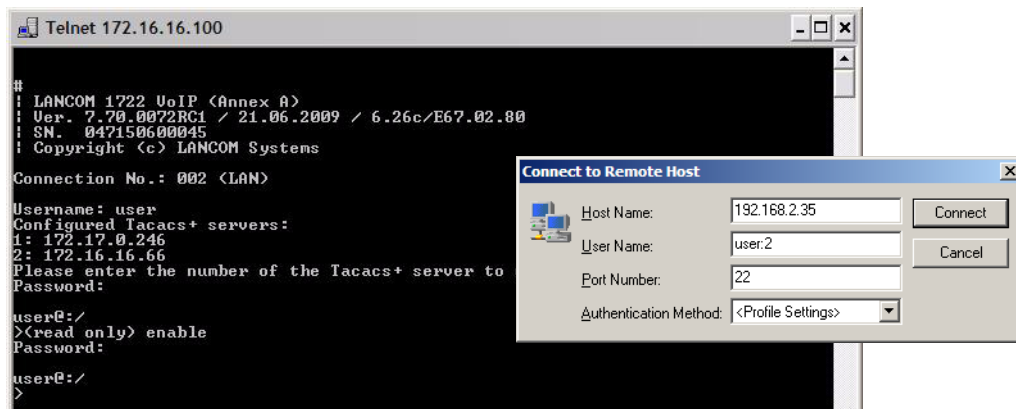 Telnet 172.16.16.100
#
| LANCOM 1722 VoIP (Annex A)
| Ver. 7.70.0072RC1 / 21.06.2009 / 6.26c/E67.02.80
| SN.  047150600045
| Copyright (c) LANCOM Systems
Connection No.: 002 (LAN)
Username: user
Configured Tacacs+ servers:
1: 172.17.0.246
2: 172.16.16.66
Please enter the number of the Tacacs+ server to
Password:
user@:/
>(read only) enable
Password:
user@:/
>
Connect to Remote Host
Host Name: 192.168.2.35 Connect
User Name: user:2 Cancel
Port Number: 22
Authentication Method: <Profile Settings>